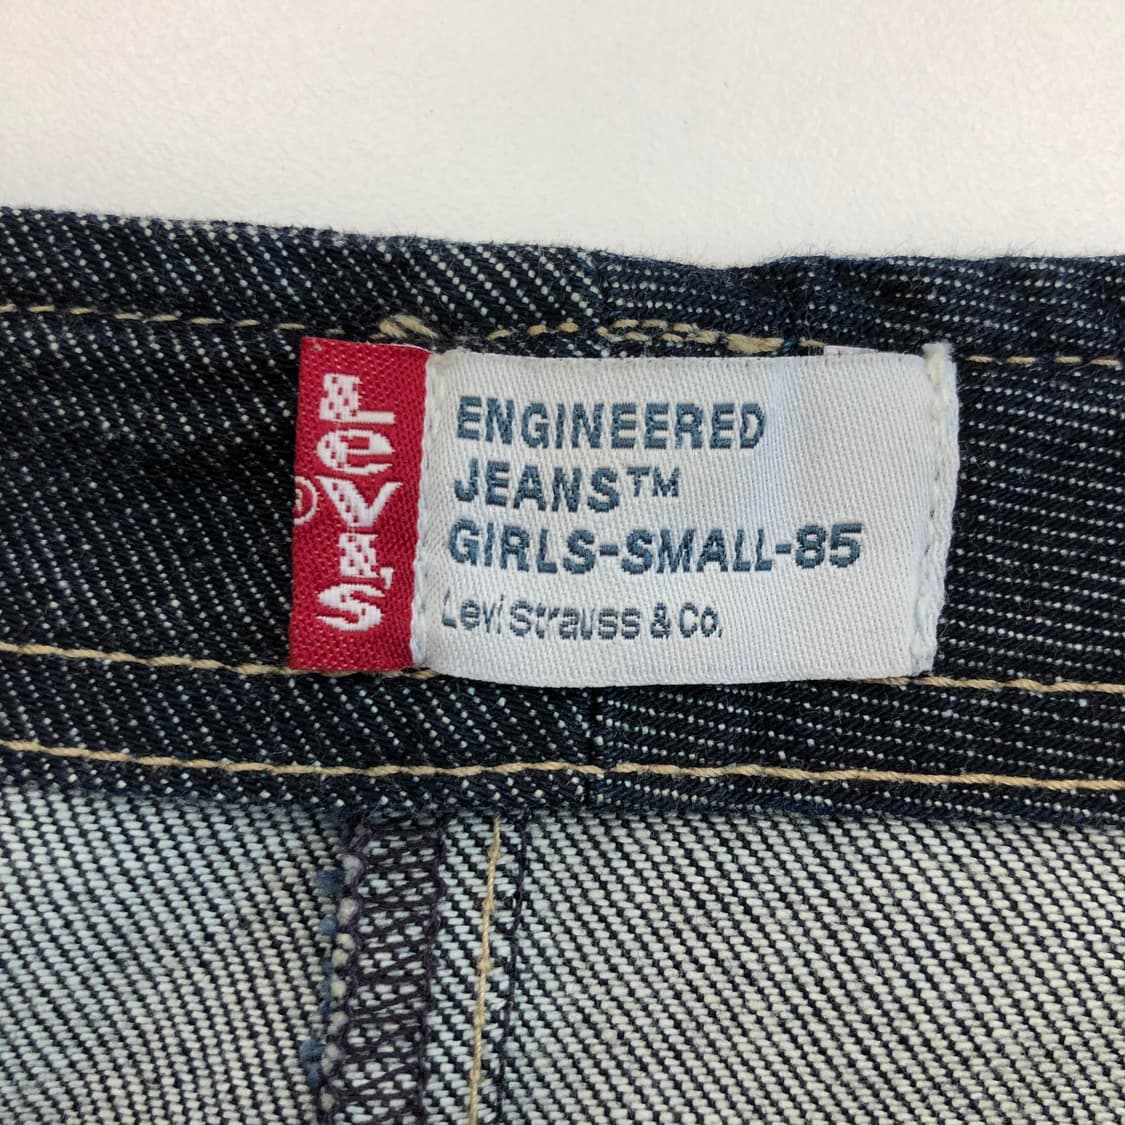 LEVI'S
®
ENGINEERED
JEANS™
GIRLS-SMALL-85
Levi Strauss & Co.